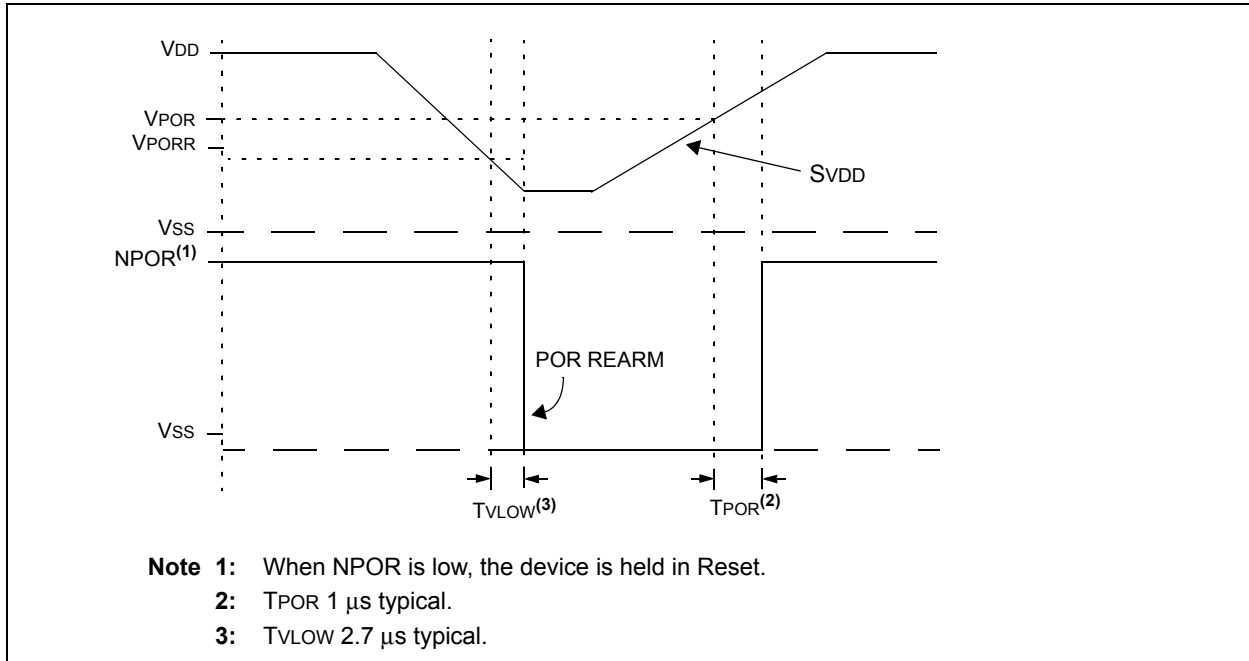 VDD
VPOR
VPORR
SVDD
VSS
NPOR(1)
POR REARM
VSS
TVLOW(3)
TPOR(2)
Note 1: When NPOR is low, the device is held in Reset.
2: TPOR 1 μs typical.
3: TVLOW 2.7 μs typical.